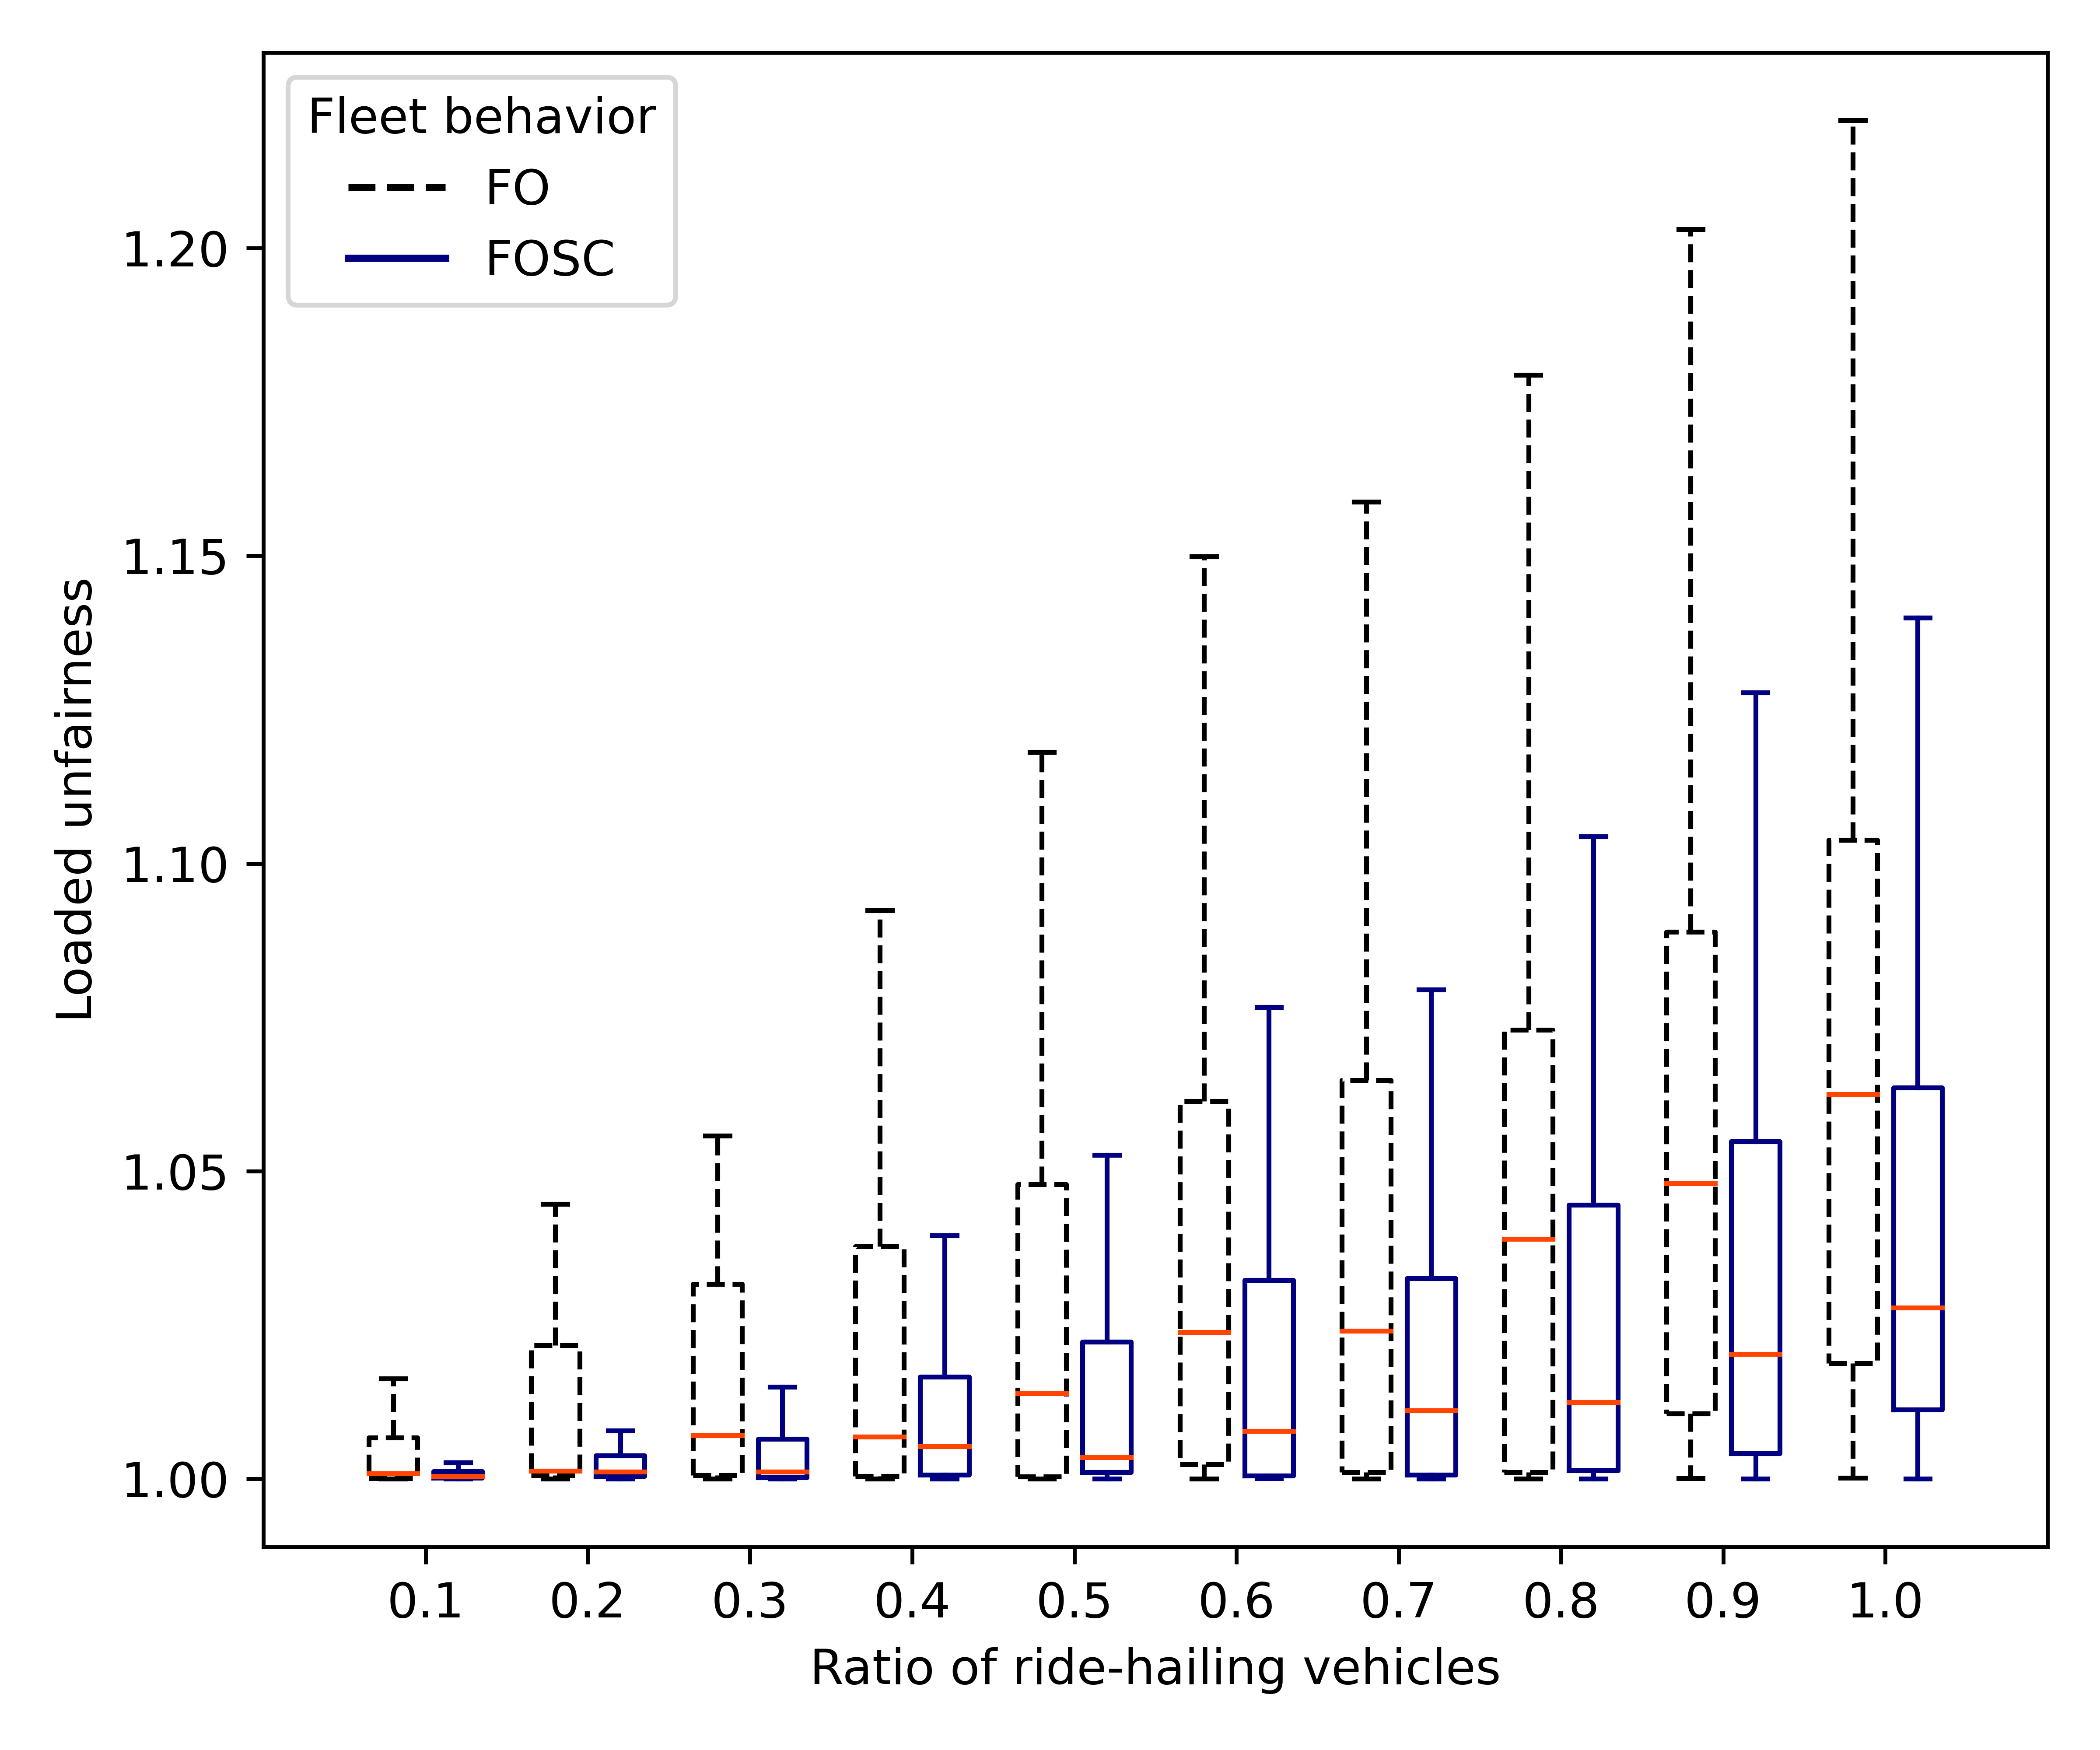 Fleet behavior
FO
FOSC
1.20
1.15
1.10
1.05
1.00
Loaded unfairness
0.1 0.2 0.3 0.4 0.5 0.6 0.7 0.8 0.9 1.0
Ratio of ride-hailing vehicles